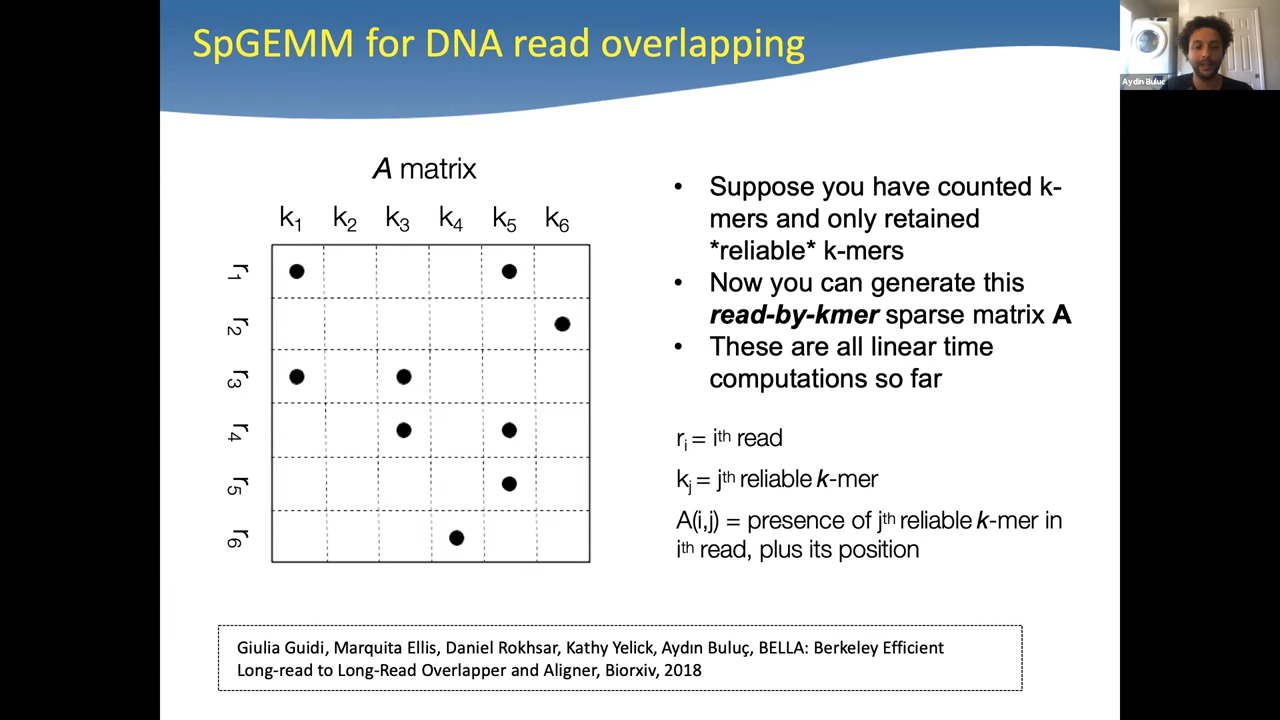 SpGEMM for DNA read overlapping
Aydin Buluc
A matrix
k1 k2 k3 k4 k5 k6
r1
r2
r3
r4
r5
r6
• Suppose you have counted k-
mers and only retained
*reliable* k-mers
• Now you can generate this
read-by-kmer sparse matrix A
• These are all linear time
computations so far
ri = ith read
kj = jth reliable k-mer
A(i,j) = presence of jth reliable k-mer in
ith read, plus its position
Giulia Guidi, Marquita Ellis, Daniel Rokhsar, Kathy Yelick, Aydın Buluç, BELLA: Berkeley Efficient
Long-read to Long-Read Overlapper and Aligner, Biorxiv, 2018